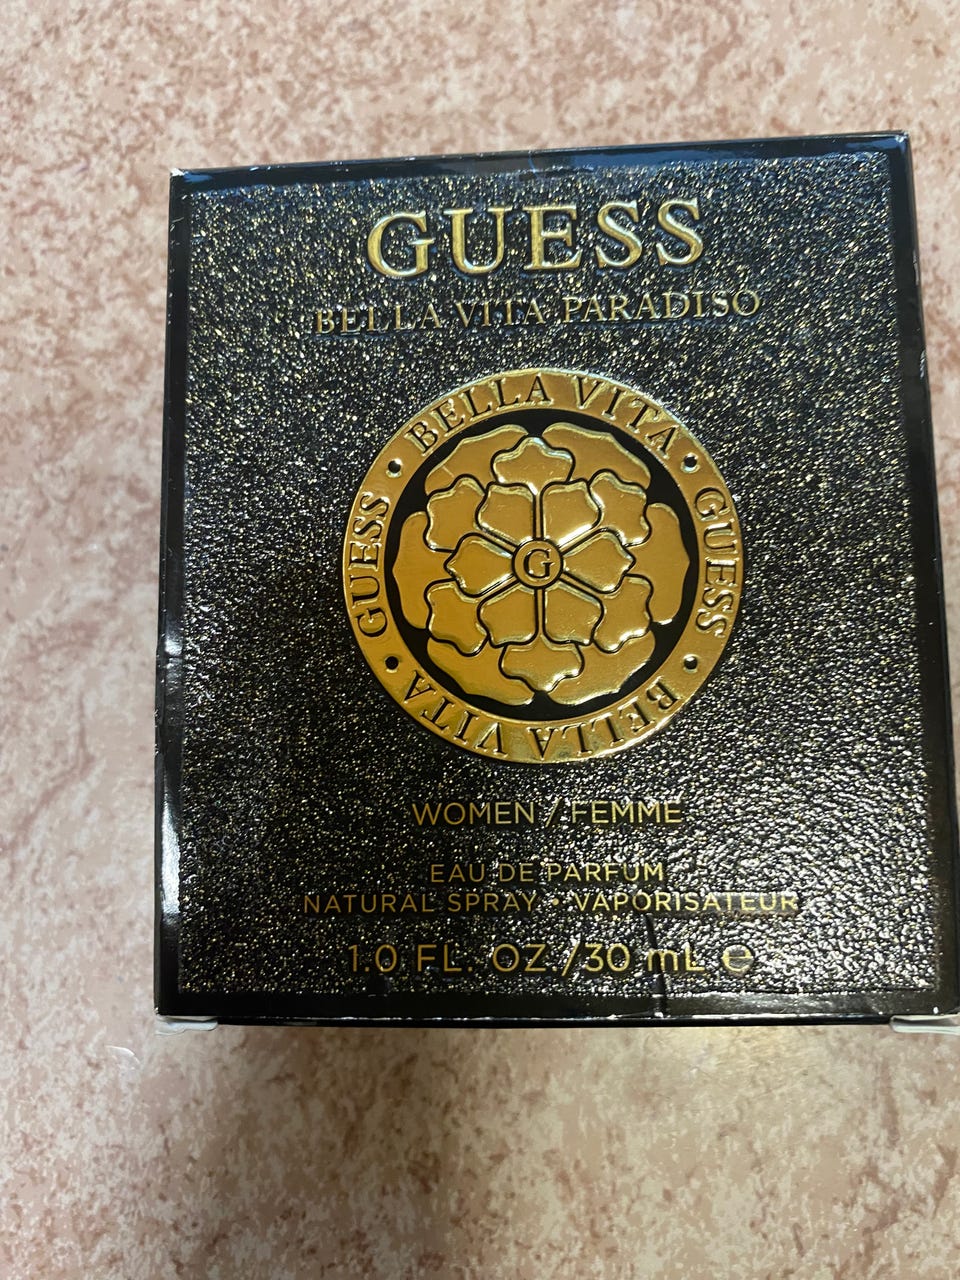 GUESS
BELLA VITA PARADISO
BELLA VITA • GUESS • BELLA VITA • GUESS •
G
WOMEN / FEMME
EAU DE PARFUM
NATURAL SPRAY • VAPORISATEUR
1.0 FL. OZ./30 mL ℮